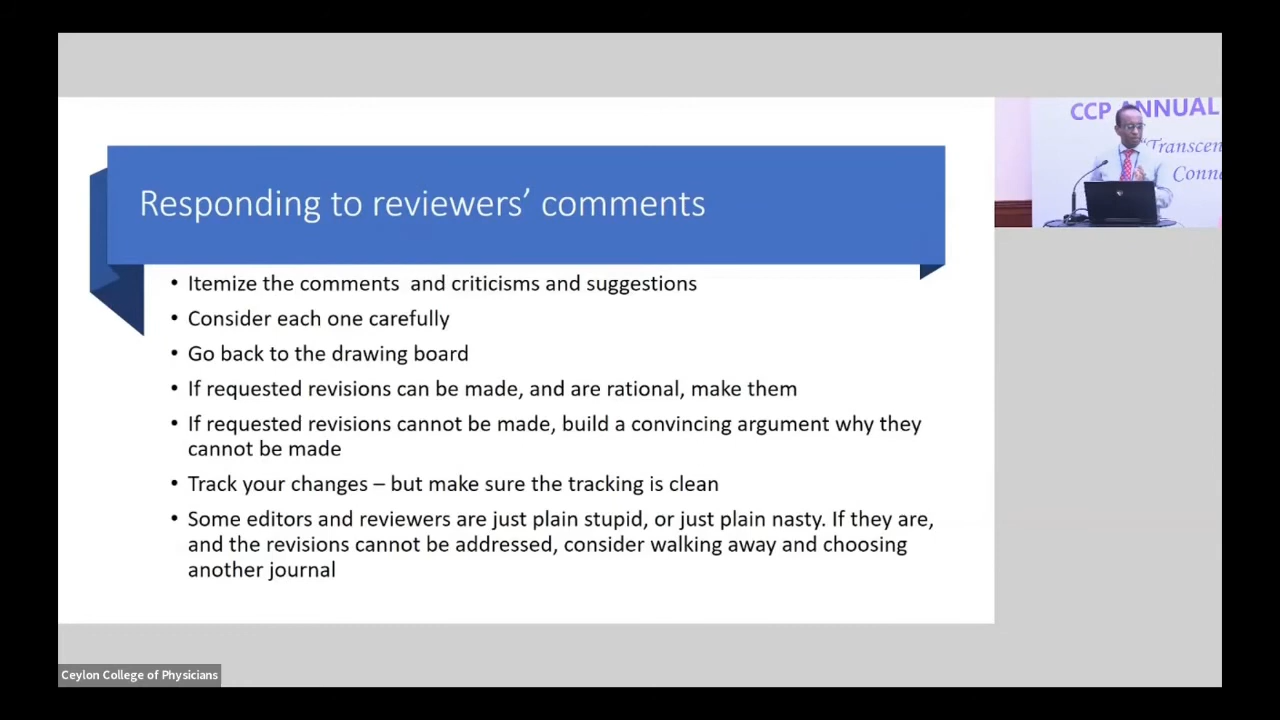 Responding to reviewers’ comments
• Itemize the comments  and criticisms and suggestions
• Consider each one carefully
• Go back to the drawing board
• If requested revisions can be made, and are rational, make them
• If requested revisions cannot be made, build a convincing argument why they
cannot be made
• Track your changes – but make sure the tracking is clean
• Some editors and reviewers are just plain stupid, or just plain nasty. If they are,
and the revisions cannot be addressed, consider walking away and choosing
another journal
CCP ANNUAL
“Transcen
Conne
Ceylon College of Physicians